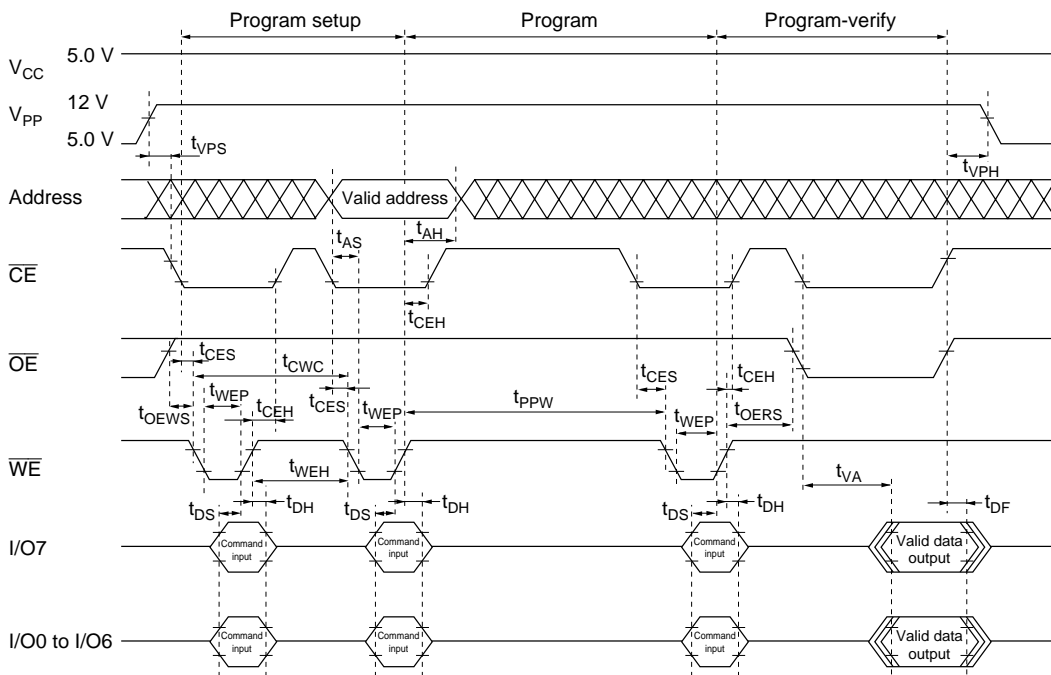 Program setup Program Program-verify
VCC 5.0 V
VPP 12 V
5.0 V
tVPS
tVPH
Address Valid address
tAS tAH
CE
tCEH
OE
tCES tCWC tCES tCEH
tOEWS tWEP tCEH tCES tWEP tPPW tWEP tOERS
WE
tWEH tVA
tDS tDH tDS tDH tDS tDH tDF
I/O7 Command input Command input Command input Valid data output
I/O0 to I/O6 Command input Command input Command input Valid data output